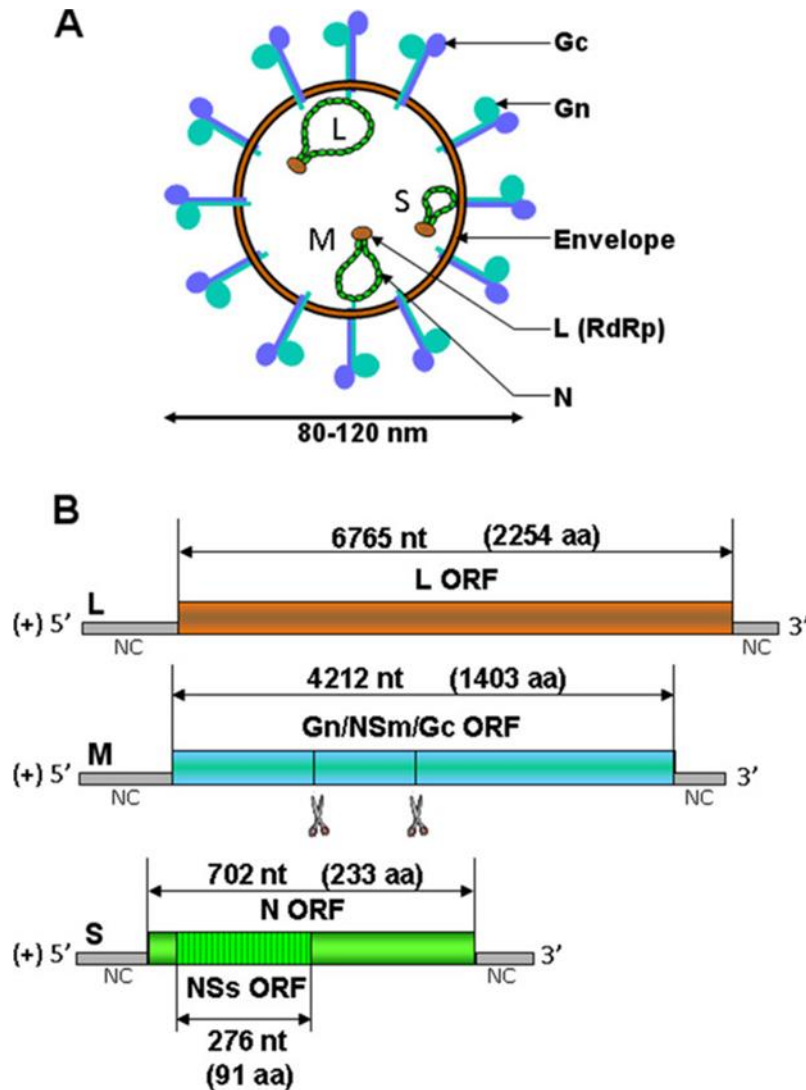 A
Gc
Gn
L
S
M
Envelope
L (RdRp)
N
80-120 nm
B
6765 nt (2254 aa)
L ORF
L
(+) 5’ 3’
NC NC
4212 nt (1403 aa)
Gn/NSm/Gc ORF
M
(+) 5’ 3’
NC NC
702 nt (233 aa)
N ORF
S
(+) 5’ 3’
NC NC
NSs ORF
276 nt
(91 aa)